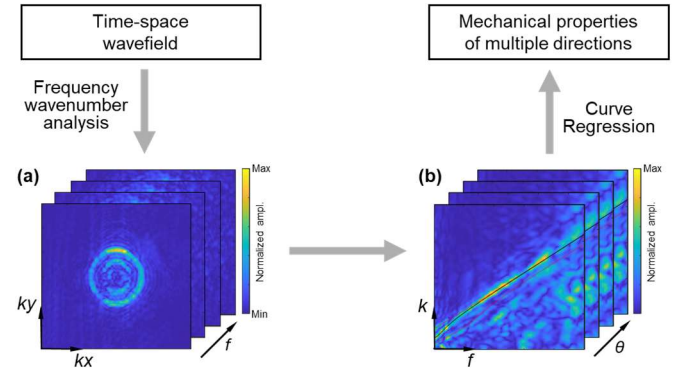 Time-space
wavefield
Mechanical properties
of multiple directions
Frequency
wavenumber
analysis
Curve
Regression
(a)
Max
Normalized ampl.
Min
ky
kx
f
(b)
Max
Normalized ampl.
k
f
θ